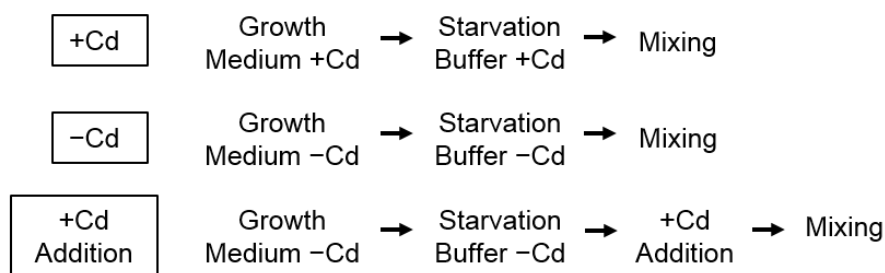 +Cd
Growth
Medium +Cd
Starvation
Buffer +Cd
Mixing
−Cd
Growth
Medium −Cd
Starvation
Buffer −Cd
Mixing
+Cd
Addition
Growth
Medium −Cd
Starvation
Buffer −Cd
+Cd
Addition
Mixing